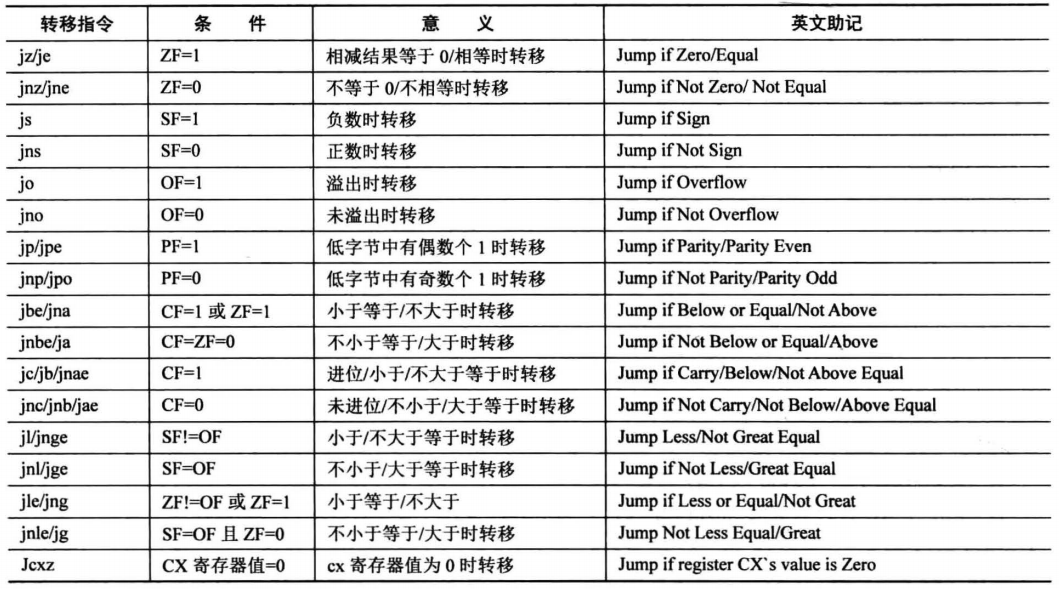 转移指令 条 件 意 义 英文助记
jz/je ZF=1 相减结果等于 0/相等时转移 Jump if Zero/Equal
jnz/jne ZF=0 不等于 0/不相等时转移 Jump if Not Zero/ Not Equal
js SF=1 负数时转移 Jump if Sign
jns SF=0 正数时转移 Jump if Not Sign
jo OF=1 溢出时转移 Jump if Overflow
jno OF=0 未溢出时转移 Jump if Not Overflow
jp/jpe PF=1 低字节中有偶数个 1 时转移 Jump if Parity/Parity Even
jnp/jpo PF=0 低字节中有奇数个 1 时转移 Jump if Not Parity/Parity Odd
jbe/jna CF=1 或 ZF=1 小于等于/不大于时转移 Jump if Below or Equal/Not Above
jnbe/ja CF=ZF=0 不小于等于/大于时转移 Jump if Not Below or Equal/Above
jc/jb/jnae CF=1 进位/小于/不大于等于时转移 Jump if Carry/Below/Not Above Equal
jnc/jnb/jae CF=0 未进位/不小于/大于等于时转移 Jump if Not Carry/Not Below/Above Equal
jl/jnge SF!=OF 小于/不大于等于时转移 Jump Less/Not Great Equal
jnl/jge SF=OF 不小于/大于等于时转移 Jump if Not Less/Great Equal
jle/jng ZF!=OF 或 ZF=1 小于等于/不大于 Jump if Less or Equal/Not Great
jnle/jg SF=OF 且 ZF=0 不小于等于/大于时转移 Jump Not Less Equal/Great
Jcxz CX 寄存器值=0 cx 寄存器值为 0 时转移 Jump if register CX`s value is Zero